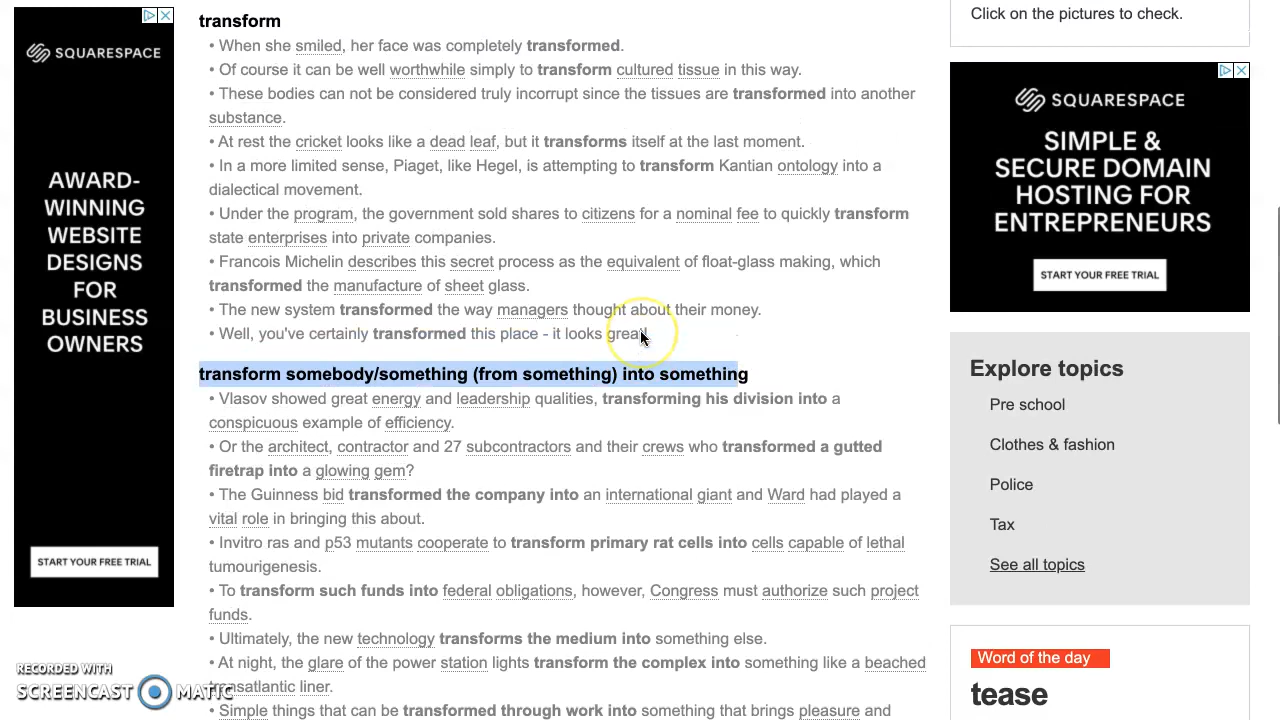 SQUARESPACE
AWARD-
WINNING
WEBSITE
DESIGNS
FOR
BUSINESS
OWNERS
START YOUR FREE TRIAL
transform
• When she smiled, her face was completely transformed.
• Of course it can be well worthwhile simply to transform cultured tissue in this way.
• These bodies can not be considered truly incorrupt since the tissues are transformed into another
substance.
• At rest the cricket looks like a dead leaf, but it transforms itself at the last moment.
• In a more limited sense, Piaget, like Hegel, is attempting to transform Kantian ontology into a
dialectical movement.
• Under the program, the government sold shares to citizens for a nominal fee to quickly transform
state enterprises into private companies.
• Francois Michelin describes this secret process as the equivalent of float-glass making, which
transformed the manufacture of sheet glass.
• The new system transformed the way managers thought about their money.
• Well, you've certainly transformed this place - it looks great!
transform somebody/something (from something) into something
• Vlasov showed great energy and leadership qualities, transforming his division into a
conspicuous example of efficiency.
• Or the architect, contractor and 27 subcontractors and their crews who transformed a gutted
firetrap into a glowing gem?
• The Guinness bid transformed the company into an international giant and Ward had played a
vital role in bringing this about.
• Invitro ras and p53 mutants cooperate to transform primary rat cells into cells capable of lethal
tumourigenesis.
• To transform such funds into federal obligations, however, Congress must authorize such project
funds.
• Ultimately, the new technology transforms the medium into something else.
• At night, the glare of the power station lights transform the complex into something like a beached
transatlantic liner.
• Simple things that can be transformed through work into something that brings pleasure and
Click on the pictures to check.
SQUARESPACE
SIMPLE &
SECURE DOMAIN
HOSTING FOR
ENTREPRENEURS
START YOUR FREE TRIAL
Explore topics
Pre school
Clothes & fashion
Police
Tax
See all topics
Word of the day
tease
RECORDED WITH
SCREENCAST MATIC